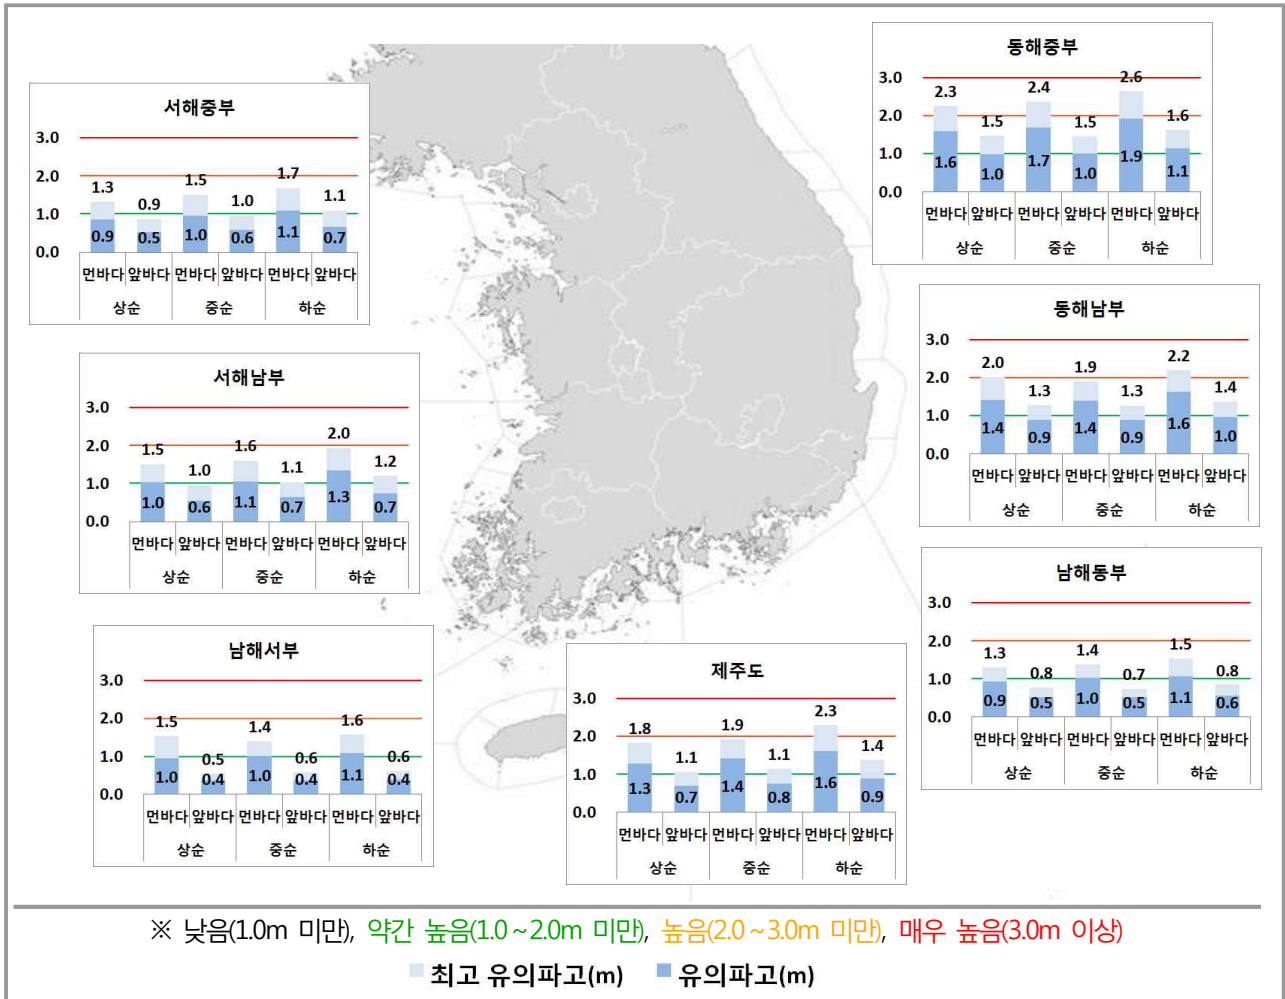 서해중부
3.0
2.0
1.0
0.0
1.3 0.9 1.5 1.0 1.7 1.1
0.9 0.5 1.0 0.6 1.1 0.7
먼바다 앞바다 먼바다 앞바다 먼바다 앞바다
상순 중순 하순
동해중부
3.0
2.0
1.0
0.0
2.3 1.5 2.4 1.5 2.6 1.6
1.6 1.0 1.7 1.0 1.9 1.1
먼바다 앞바다 먼바다 앞바다 먼바다 앞바다
상순 중순 하순
서해남부
3.0
2.0
1.0
0.0
1.5 1.0 1.6 1.1 2.0 1.2
1.0 0.6 1.1 0.7 1.3 0.7
먼바다 앞바다 먼바다 앞바다 먼바다 앞바다
상순 중순 하순
동해남부
3.0
2.0
1.0
0.0
2.0 1.3 1.9 1.3 2.2 1.4
1.4 0.9 1.4 0.9 1.6 1.0
먼바다 앞바다 먼바다 앞바다 먼바다 앞바다
상순 중순 하순
남해서부
3.0
2.0
1.0
0.0
1.5 0.5 1.4 0.6 1.6 0.6
1.0 0.4 1.0 0.4 1.1 0.4
먼바다 앞바다 먼바다 앞바다 먼바다 앞바다
상순 중순 하순
제주도
3.0
2.0
1.0
0.0
1.8 1.1 1.9 1.1 2.3 1.4
1.3 0.7 1.4 0.8 1.6 0.9
먼바다 앞바다 먼바다 앞바다 먼바다 앞바다
상순 중순 하순
남해동부
3.0
2.0
1.0
0.0
1.3 0.8 1.4 0.7 1.5 0.8
0.9 0.5 1.0 0.5 1.1 0.6
먼바다 앞바다 먼바다 앞바다 먼바다 앞바다
상순 중순 하순
※ 낮음(1.0m 미만), 약간 높음(1.0~2.0m 미만), 높음(2.0~3.0m 미만), 매우 높음(3.0m 이상)
최고 유의파고(m) 유의파고(m)